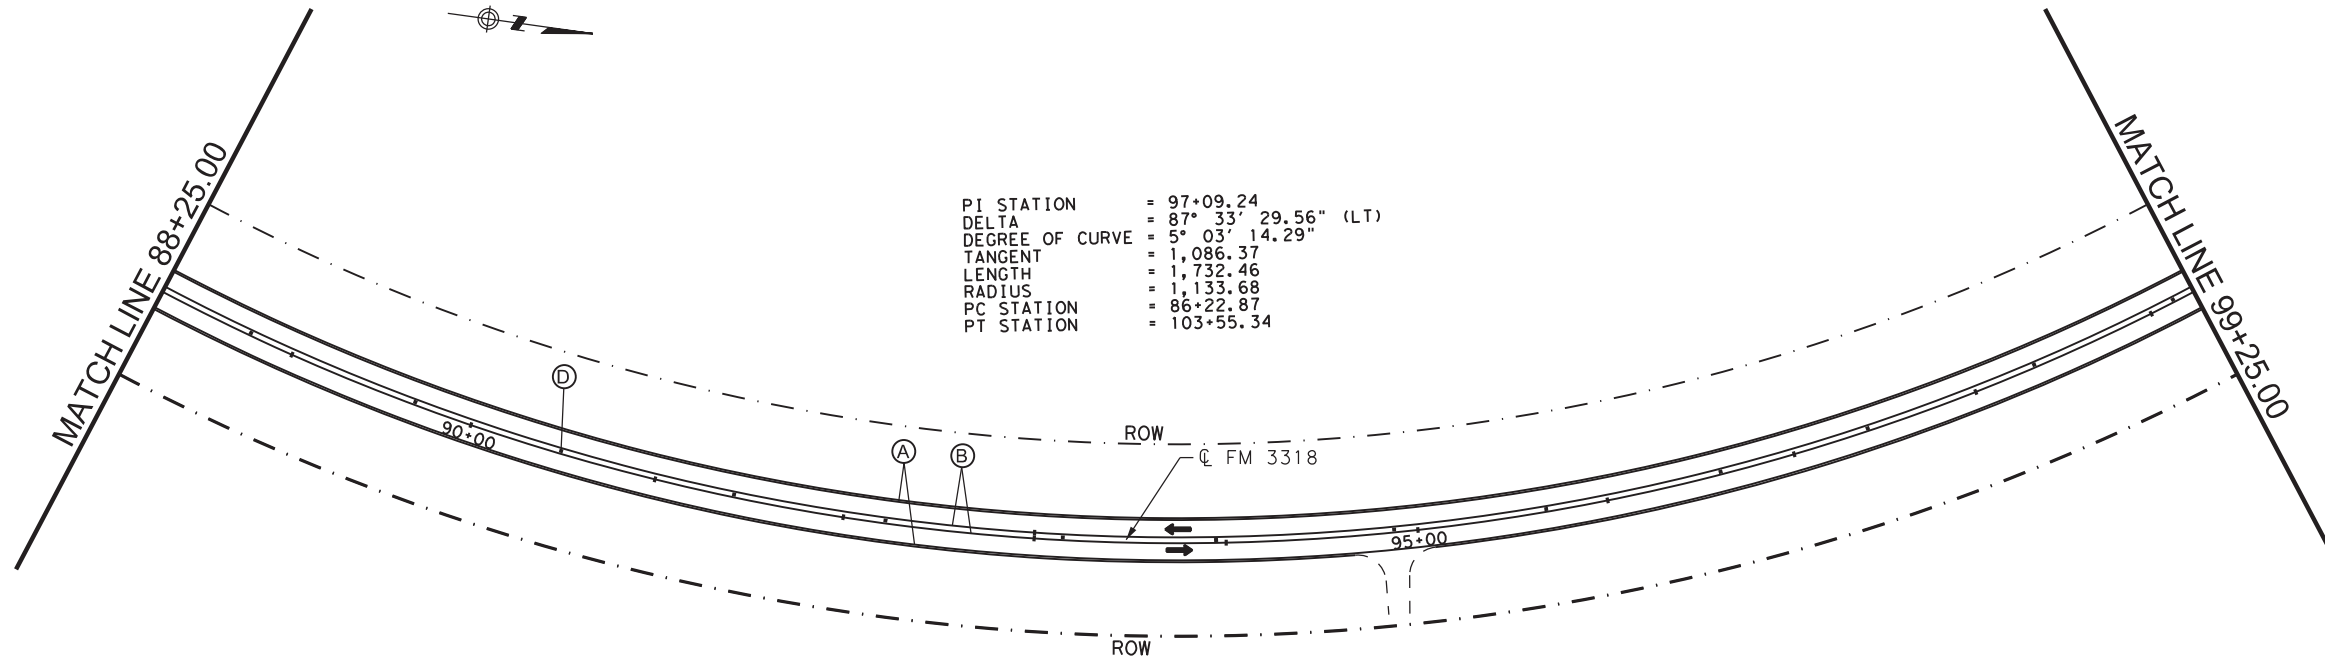 Z
MATCH LINE 88+25.00
MATCH LINE 99+25.00
PI STATION = 97+09.24
DELTA = 87° 33' 29.56" (LT)
DEGREE OF CURVE = 5° 03' 14.29"
TANGENT = 1,086.37
LENGTH = 1,732.46
RADIUS = 1,133.68
PC STATION = 86+22.87
PT STATION = 103+55.34
D
90+00
ROW
A
B
℄ FM 3318
95+00
ROW